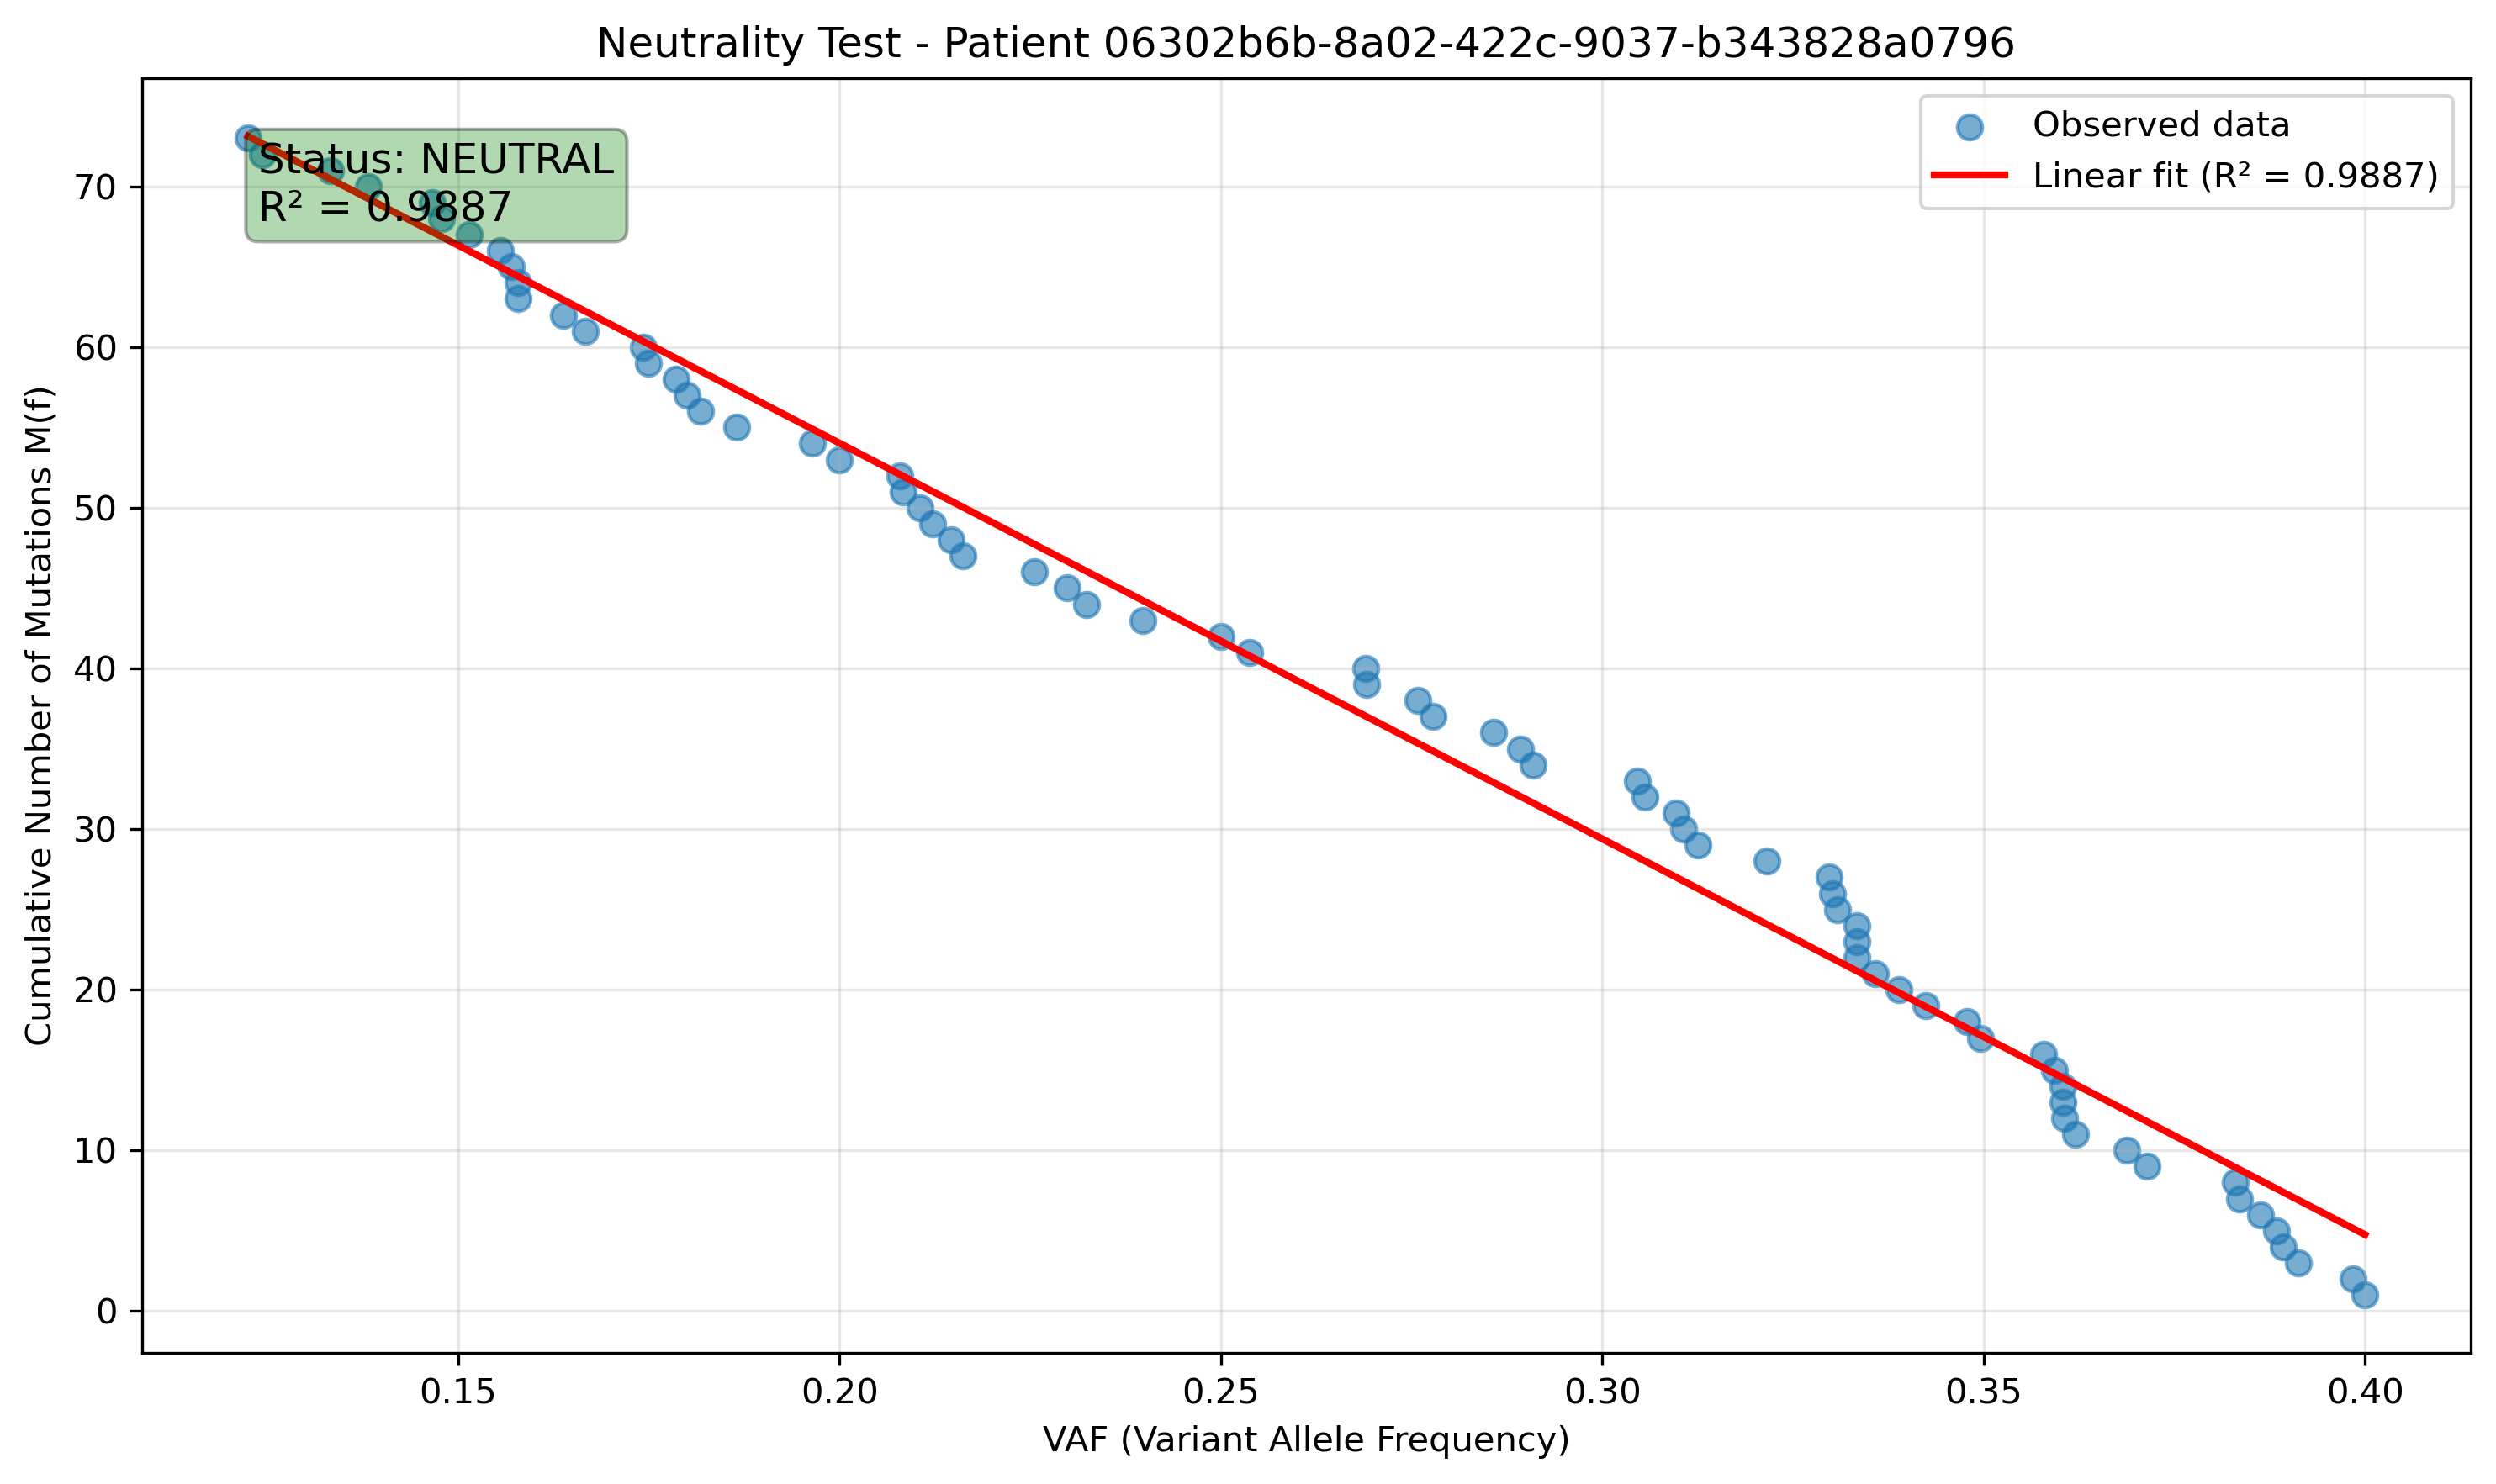 Neutrality Test - Patient 06302b6b-8a02-422c-9037-b343828a0796
Observed data
Linear fit (R² = 0.9887)
Status: NEUTRAL
R² = 0.9887
Cumulative Number of Mutations M(f)
70
60
50
40
30
20
10
0
0.15 0.20 0.25 0.30 0.35 0.40
VAF (Variant Allele Frequency)